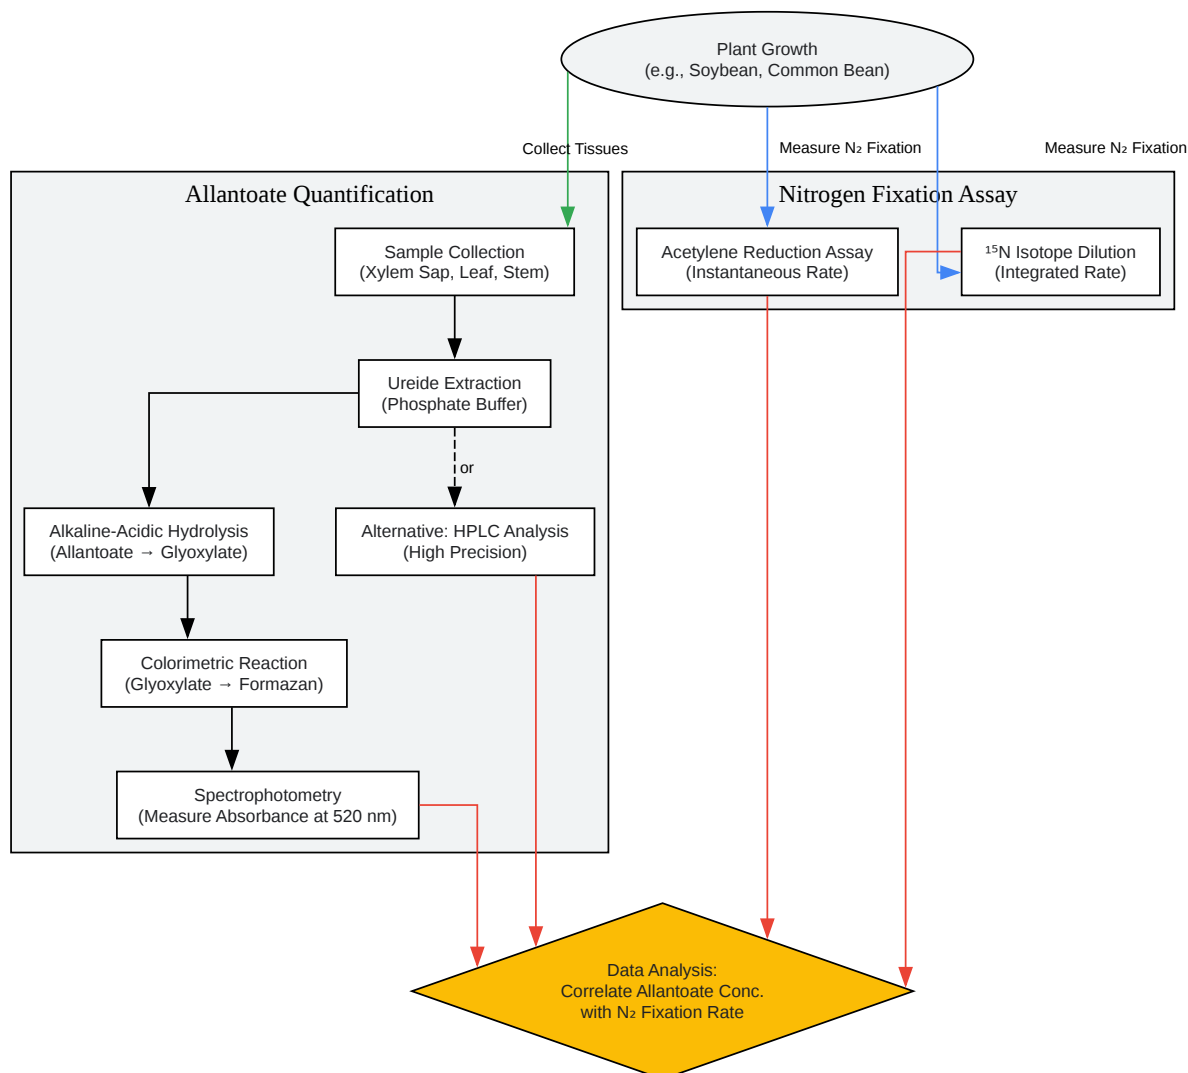 Plant Growth
(e.g., Soybean, Common Bean)
Collect Tissues
Measure N₂ Fixation
Measure N₂ Fixation
Allantoate Quantification
Nitrogen Fixation Assay
Sample Collection
(Xylem Sap, Leaf, Stem)
Acetylene Reduction Assay
(Instantaneous Rate)
¹⁵N Isotope Dilution
(Integrated Rate)
Ureide Extraction
(Phosphate Buffer)
or
Alkaline-Acidic Hydrolysis
(Allantoate → Glyoxylate)
Alternative: HPLC Analysis
(High Precision)
Colorimetric Reaction
(Glyoxylate → Formazan)
Spectrophotometry
(Measure Absorbance at 520 nm)
Data Analysis:
Correlate Allantoate Conc.
with N₂ Fixation Rate